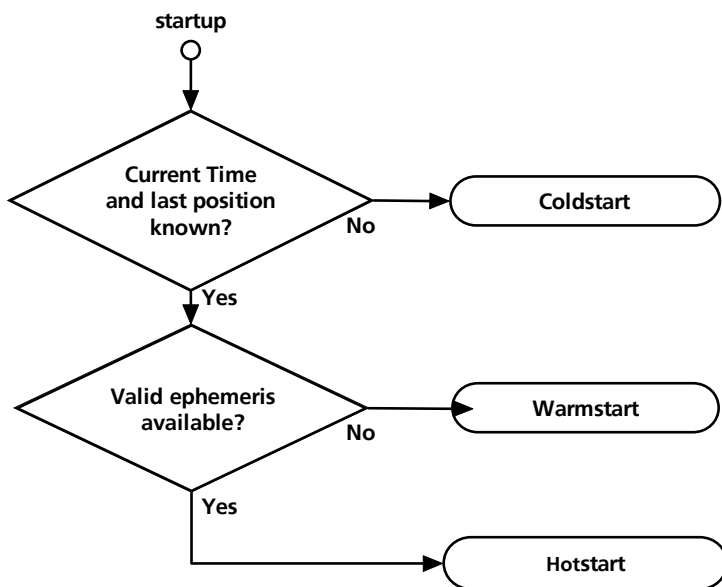 startup
Current Time
and last position
known?
No
Coldstart
Yes
Valid ephemeris
available?
No
Warmstart
Yes
Hotstart